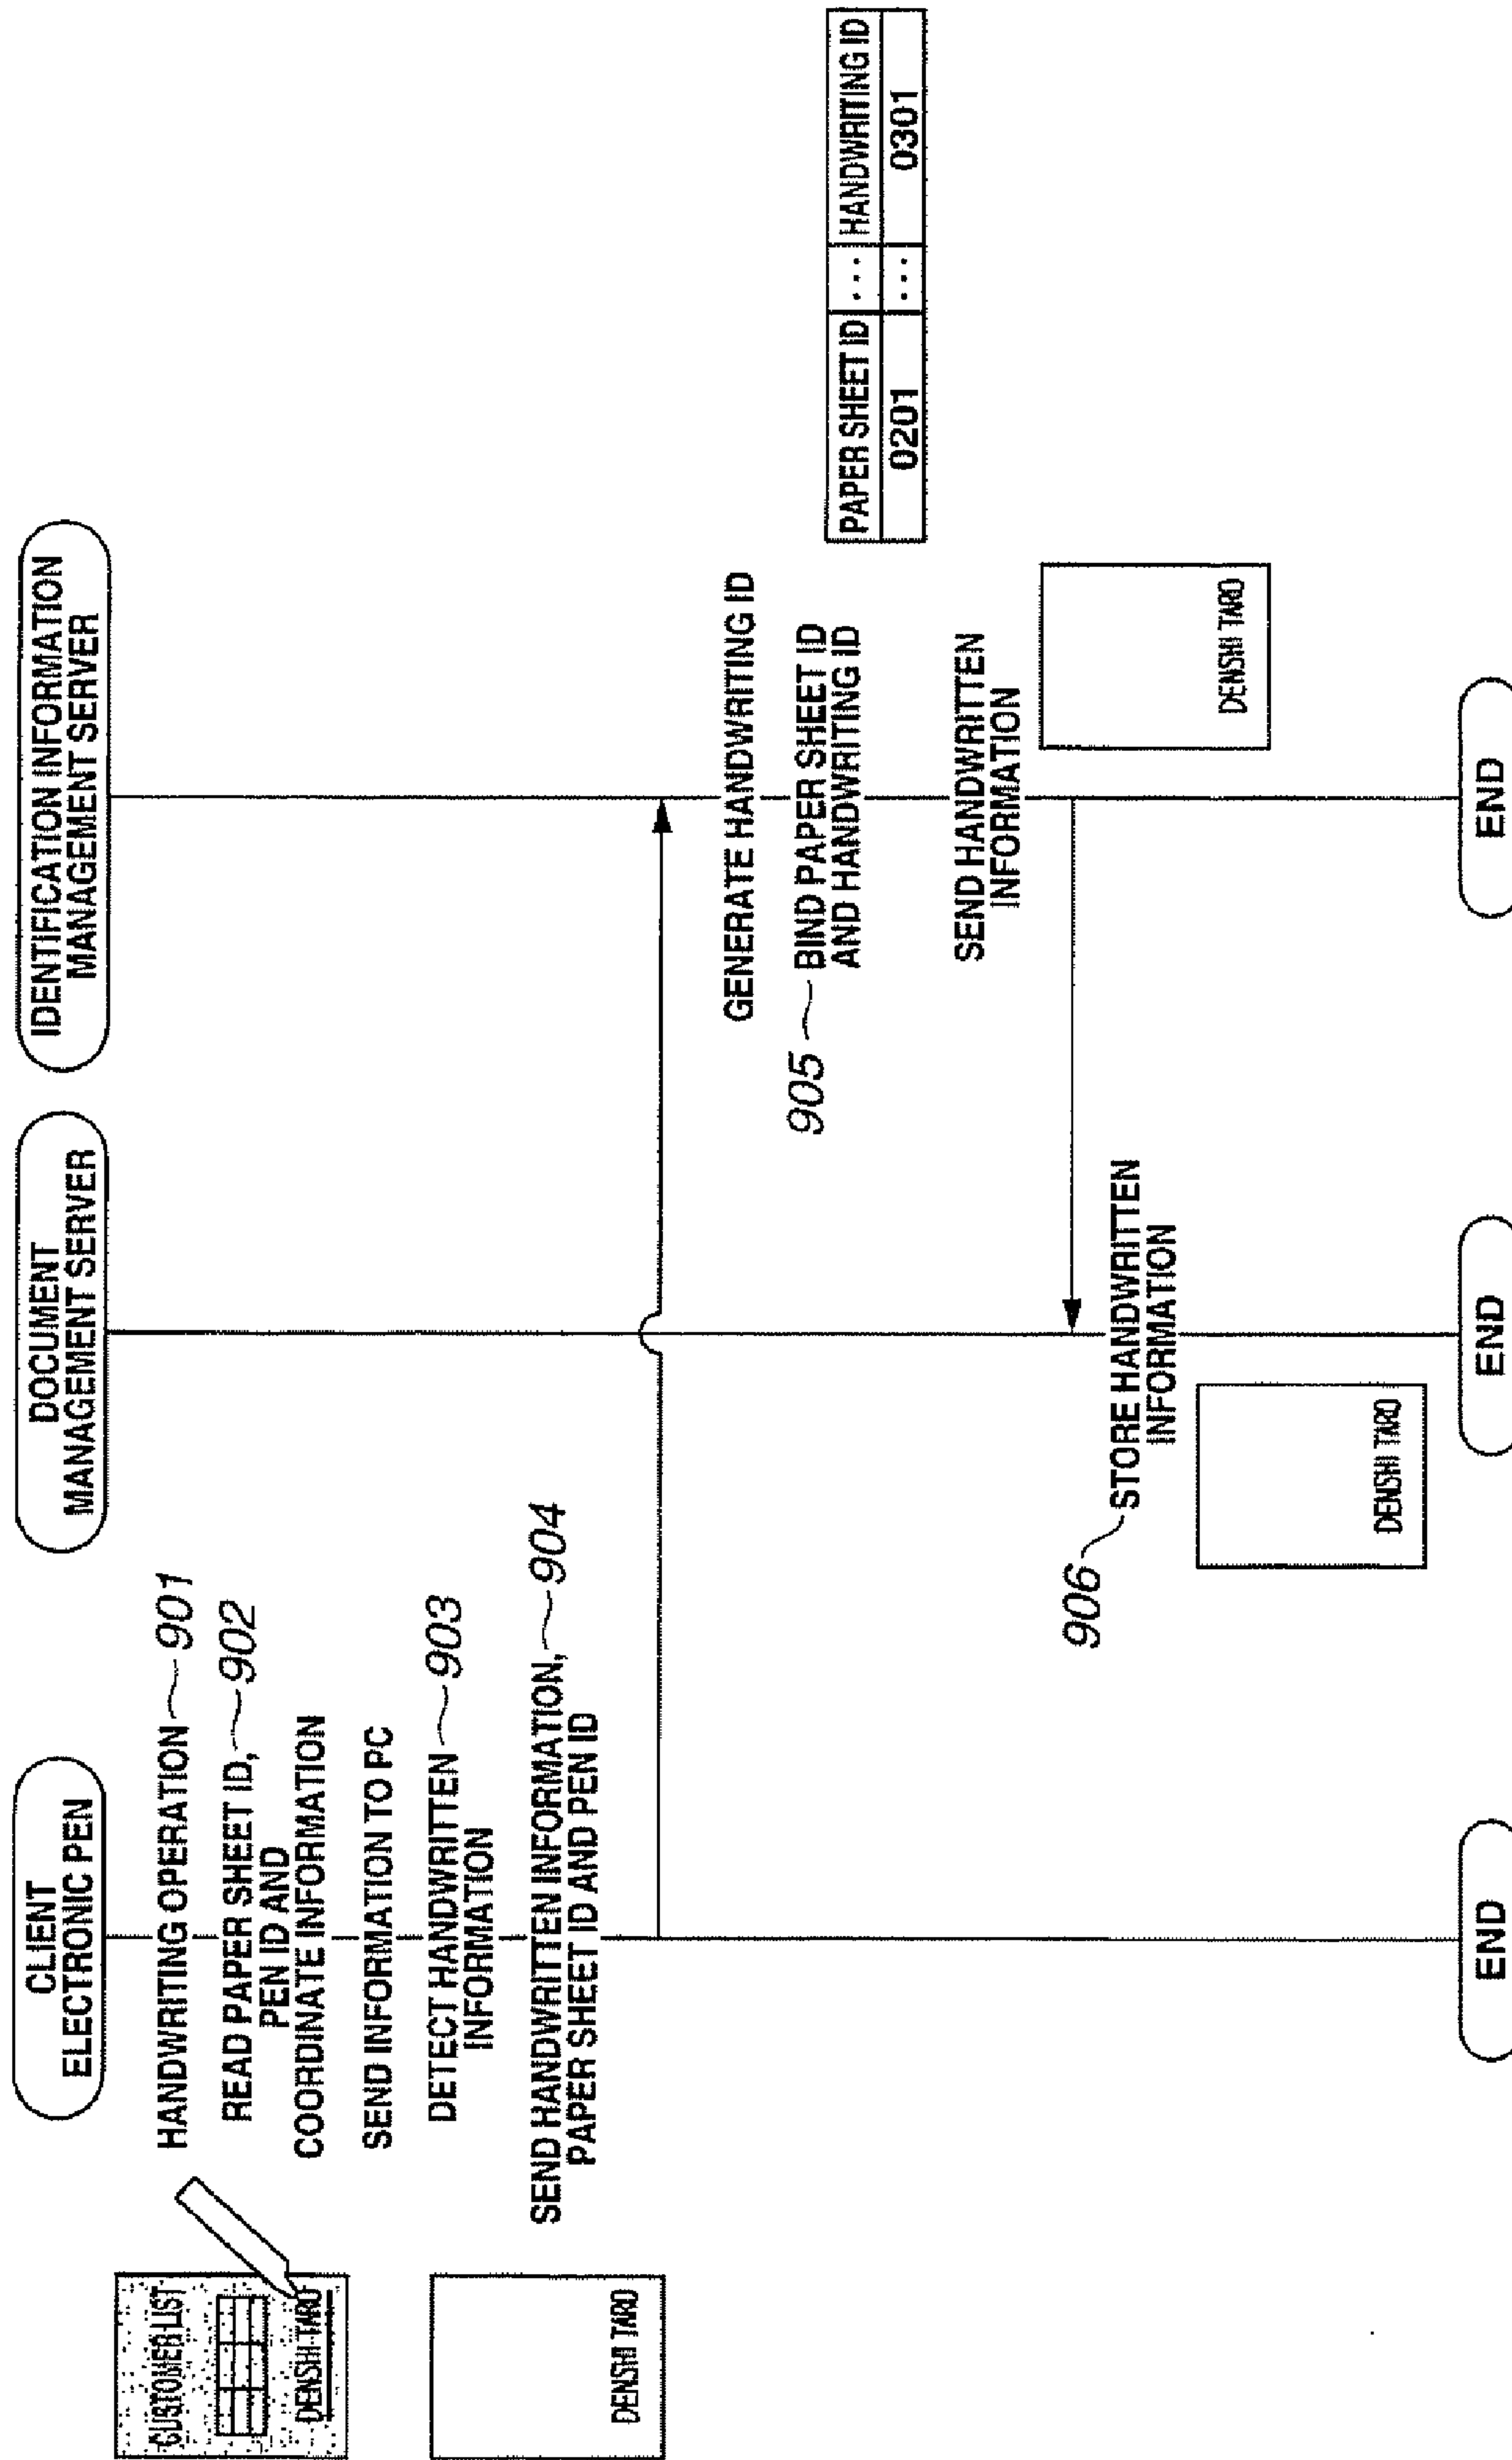 CLIENT
ELECTRONIC PEN
DOCUMENT
MANAGEMENT SERVER
IDENTIFICATION INFORMATION
MANAGEMENT SERVER
CUSTOMER LIST
DENSHI TARO
HANDWRITING OPERATION 901
READ PAPER SHEET ID, 902
PEN ID AND
COORDINATE INFORMATION
SEND INFORMATION TO PC
DENSHI TARO
DETECT HANDWRITTEN 903
INFORMATION
SEND HANDWRITTEN INFORMATION, 904
PAPER SHEET ID AND PEN ID
GENERATE HANDWRITING ID
905 BIND PAPER SHEET ID
AND HANDWRITING ID
PAPER SHEET ID ... HANDWRITING ID
0201 ... 0301
SEND HANDWRITTEN
INFORMATION
DENSHI TARO
906 STORE HANDWRITTEN
INFORMATION
DENSHI TARO
END
END
END